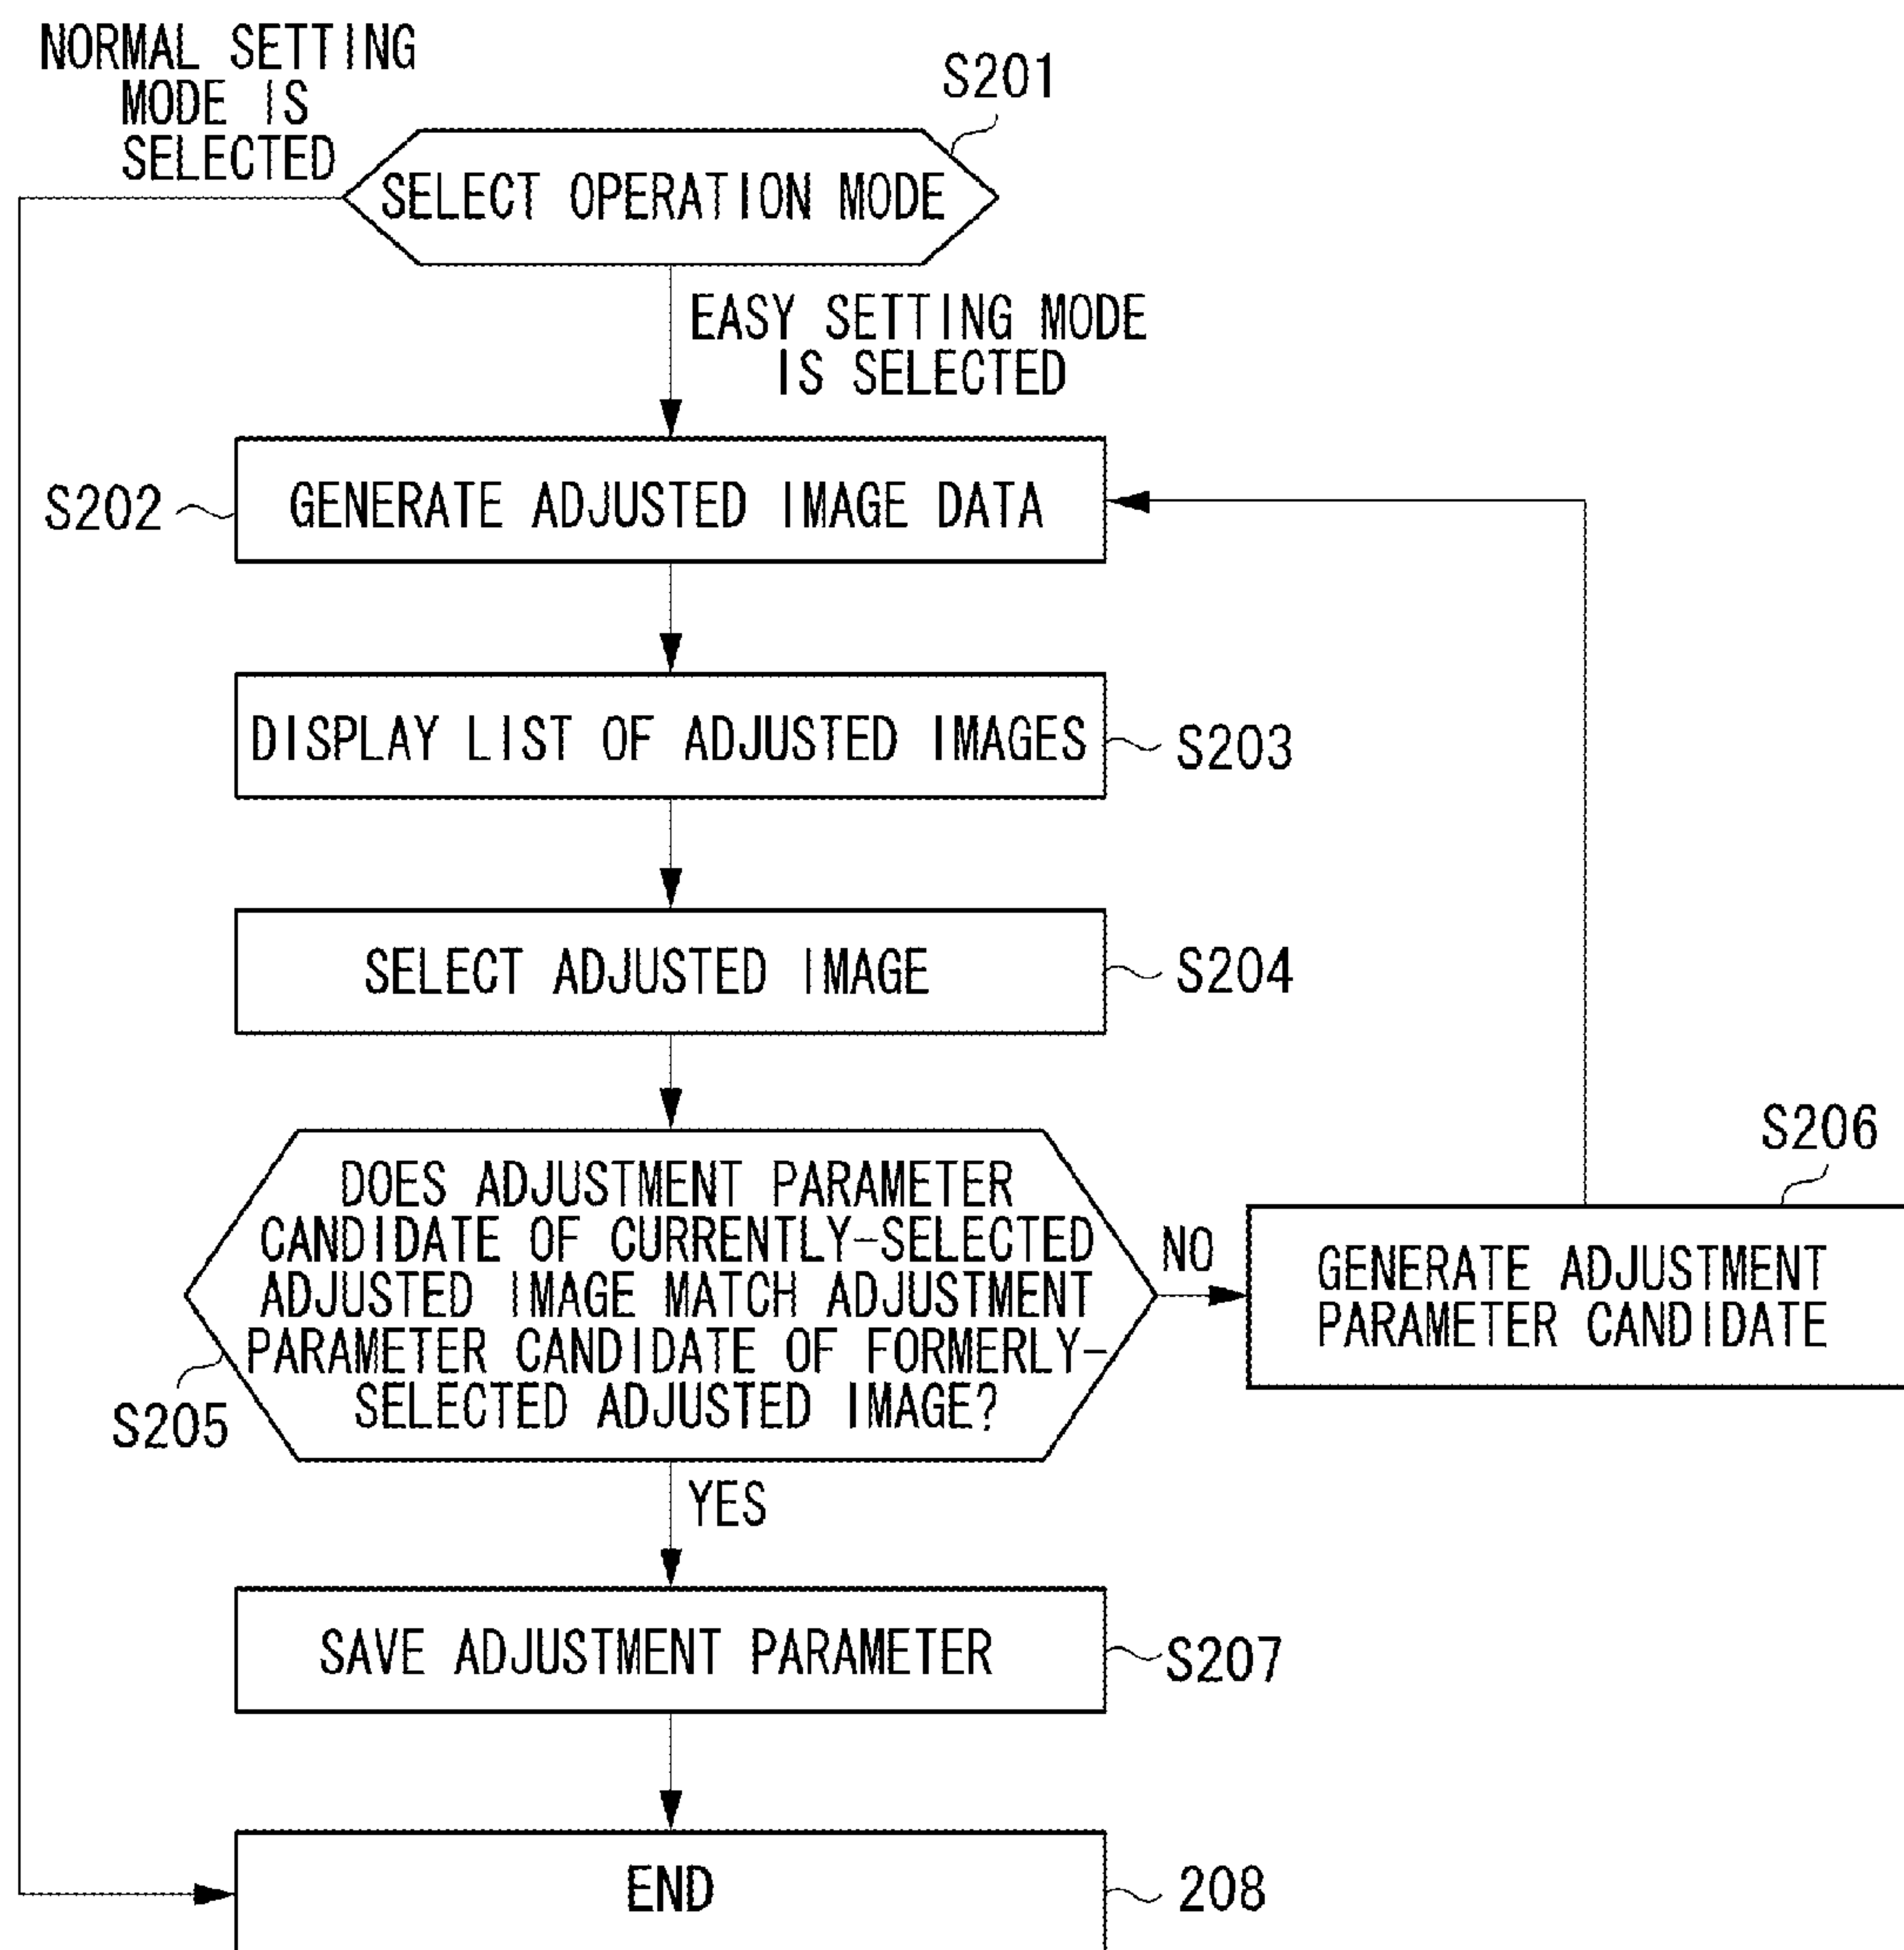 NORMAL SETTING
MODE IS
SELECTED
S201
SELECT OPERATION MODE
EASY SETTING MODE
IS SELECTED
S202
GENERATE ADJUSTED IMAGE DATA
DISPLAY LIST OF ADJUSTED IMAGES
S203
SELECT ADJUSTED IMAGE
S204
DOES ADJUSTMENT PARAMETER
CANDIDATE OF CURRENTLY-SELECTED
ADJUSTED IMAGE MATCH ADJUSTMENT
PARAMETER CANDIDATE OF FORMERLY-
SELECTED ADJUSTED IMAGE?
S205
NO
S206
GENERATE ADJUSTMENT
PARAMETER CANDIDATE
YES
SAVE ADJUSTMENT PARAMETER
S207
END
208